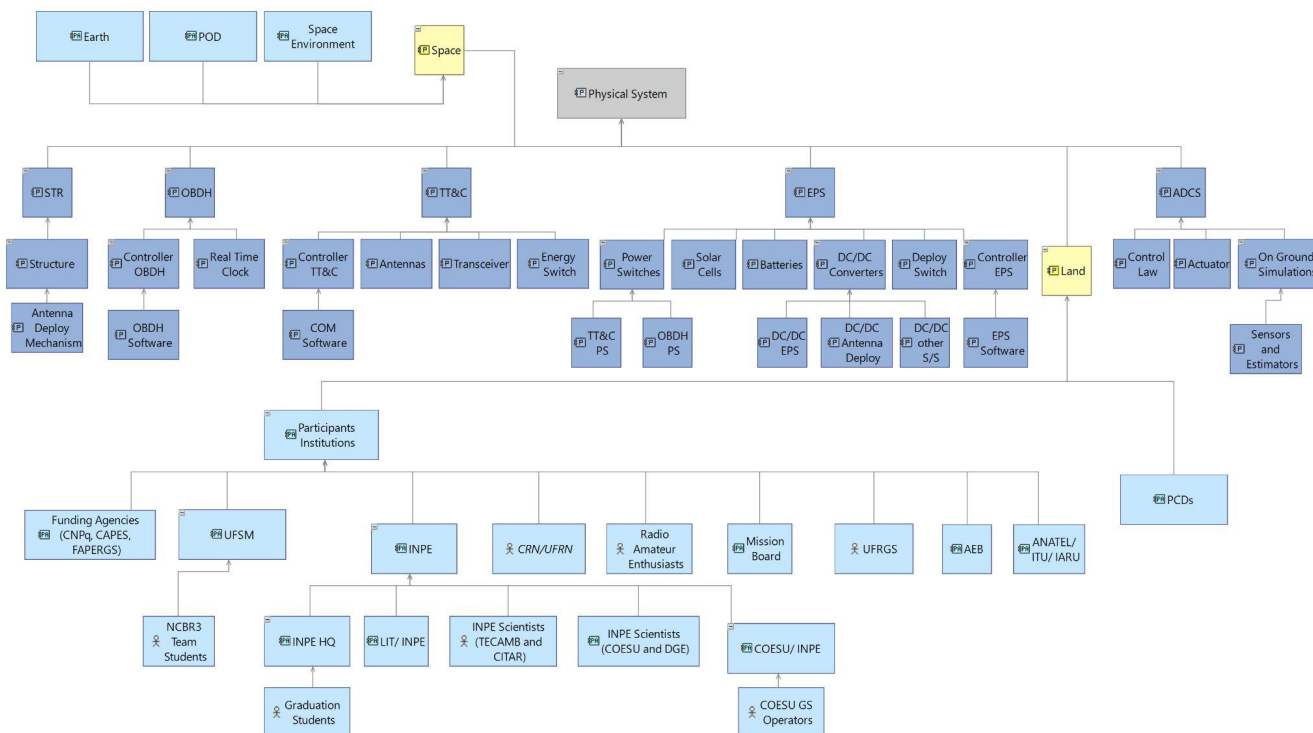 Earth
POD
Space
Environment
Space
Physical System
STR
OBDH
TT&C
EPS
ADCS
Structure
Controller
OBDH
Real Time
Clock
Controller
TT&C
Antennas
Transceiver
Energy
Switch
Power
Switches
Solar
Cells
Batteries
DC/DC
Converters
Deploy
Switch
Controller
EPS
Land
Control
Law
Actuator
On Ground
Simulations
Antenna
Deploy
Mechanism
OBDH
Software
COM
Software
TT&C
PS
OBDH
PS
DC/DC
EPS
DC/DC
Antenna
Deploy
DC/DC
other
S/S
EPS
Software
Sensors
and
Estimators
Participants
Institutions
PCDs
Funding Agencies
(CNPq, CAPES,
FAPERGS)
UFSM
INPE
CRN/UFRN
Radio
Amateur
Enthusiasts
Mission
Board
UFRGS
AEB
ANATEL/
ITU/ IARU
NCBR3
Team
Students
INPE HQ
LIT/ INPE
INPE Scientists
(TECAMB and
CITAR)
INPE Scientists
(COESU and DGE)
COESU/ INPE
Graduation
Students
COESU GS
Operators